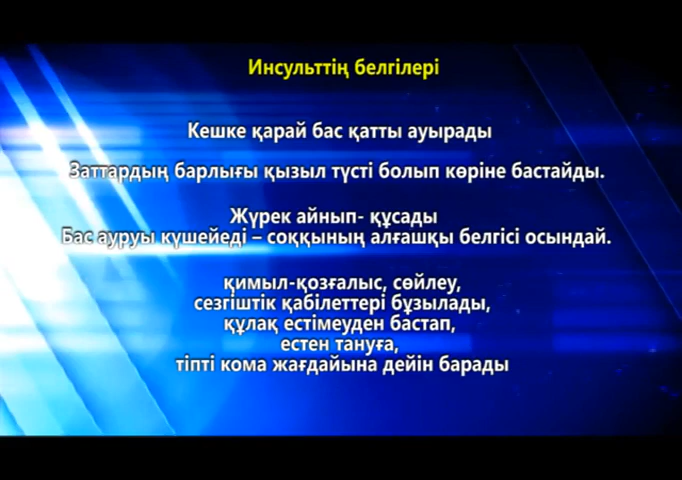 Инсульттің белгілері
Кешке қарай бас қатты ауырады
Заттардың барлығы қызыл түсті болып көріне бастайды.
Жүрек айнып- құсады
Бас ауруы күшейеді – соққының алғашқы белгісі осындай.
қимыл-қозғалыс, сөйлеу,
сезгіштік қабілеттері бұзылады,
құлақ естімеуден бастап,
естен тануға,
тіпті кома жағдайына дейін барады